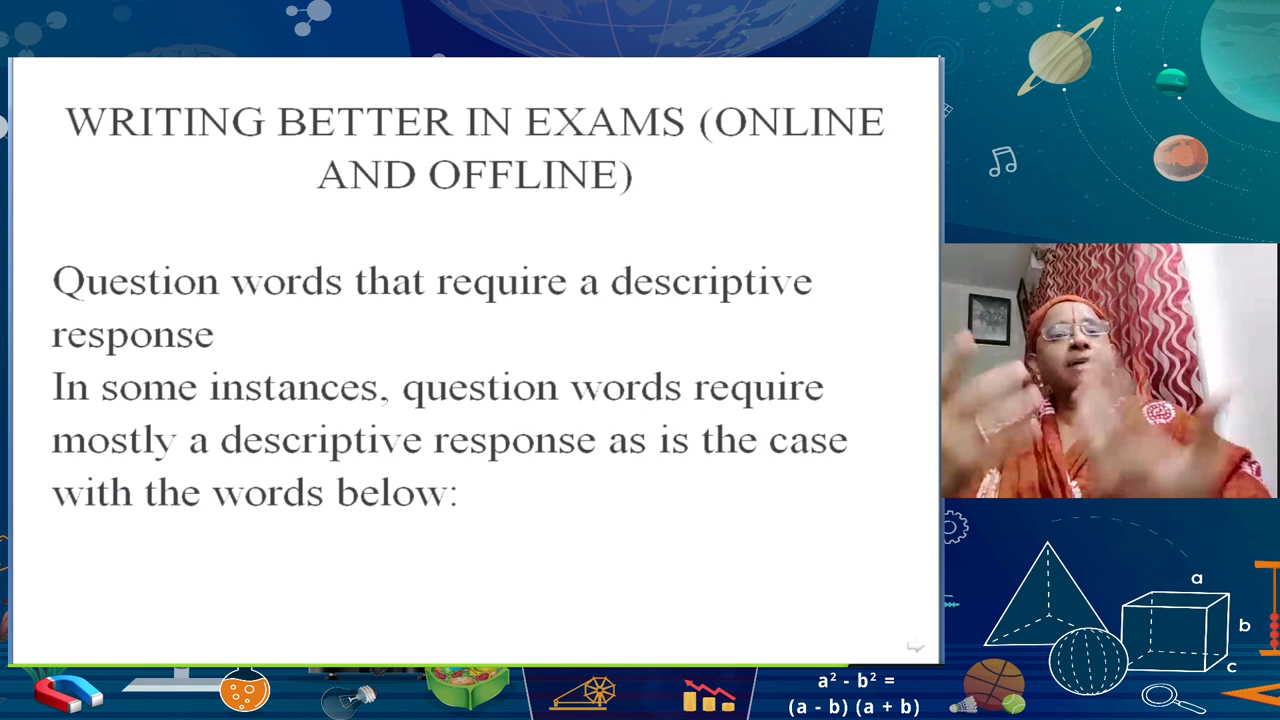 WRITING BETTER IN EXAMS (ONLINE
AND OFFLINE)
Question words that require a descriptive
response
In some instances, question words require
mostly a descriptive response as is the case
with the words below:
a
b
c
a² - b² =
(a - b) (a + b)